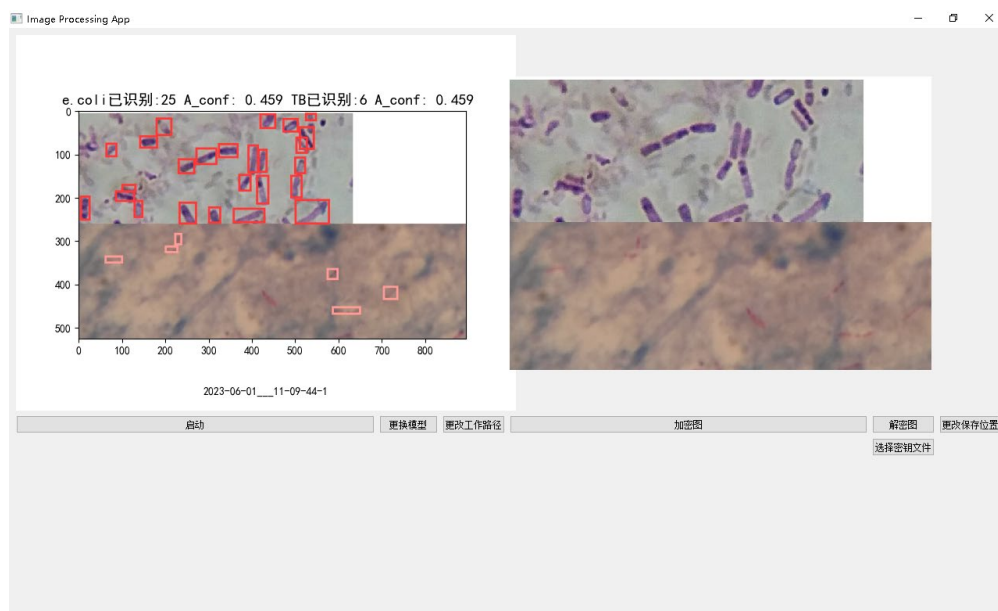 Image Processing App
e.coli已识别:25 A_conf: 0.459 TB已识别:6 A_conf: 0.459
0
100
200
300
400
500
0 100 200 300 400 500 600 700 800
2023-06-01___11-09-44-1
启动 更换模型 更改工作路径 加密图 解密图 更改保存位置
选择密钥文件